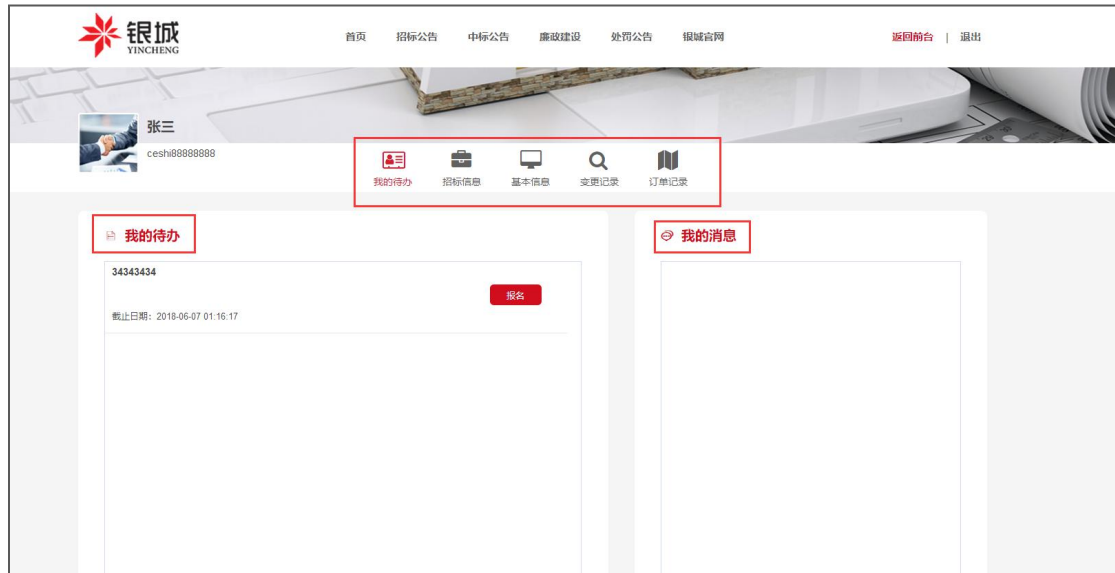 银城
YINCHENG
首页 招标公告 中标公告 廉政建设 处罚公告 银城官网 返回前台 | 退出
张三
ceshi88888888
我的待办 招标信息 基本信息 变更记录 订单记录
我的待办
我的消息
34343434
报名
截止日期：2018-06-07 01:16:17